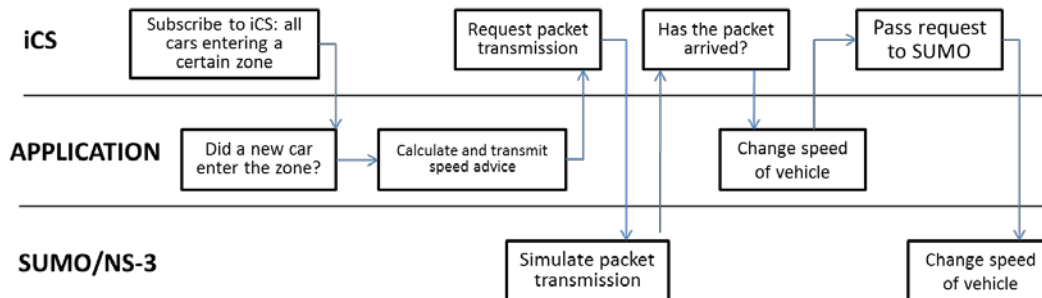 iCS
Subscribe to iCS: all
cars entering a
certain zone
Request packet
transmission
Has the packet
arrived?
Pass request
to SUMO
APPLICATION
Did a new car
enter the zone?
Calculate and transmit
speed advice
Change speed
of vehicle
SUMO/NS-3
Simulate packet
transmission
Change speed
of vehicle